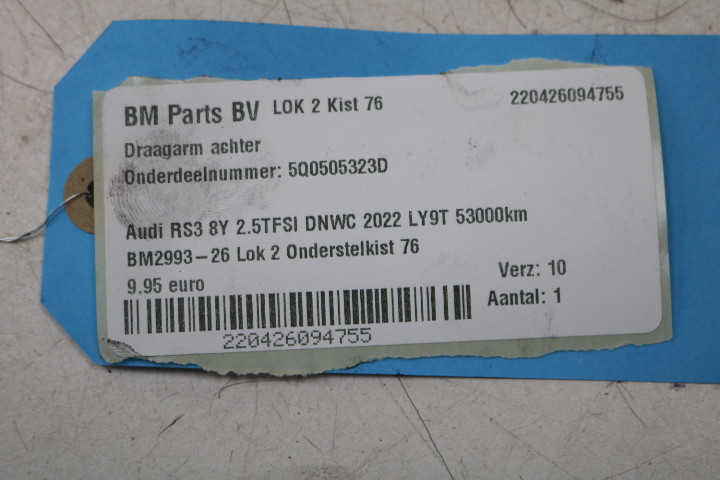 BM Parts BV LOK 2 Kist 76 220426094755
Draagarm achter
Onderdeelnummer: 5Q0505323D
Audi RS3 8Y 2.5TFSI DNWC 2022 LY9T 53000km
BM2993-26 Lok 2 Onderstelkist 76
9.95 euro Verz: 10
Aantal: 1
220426094755